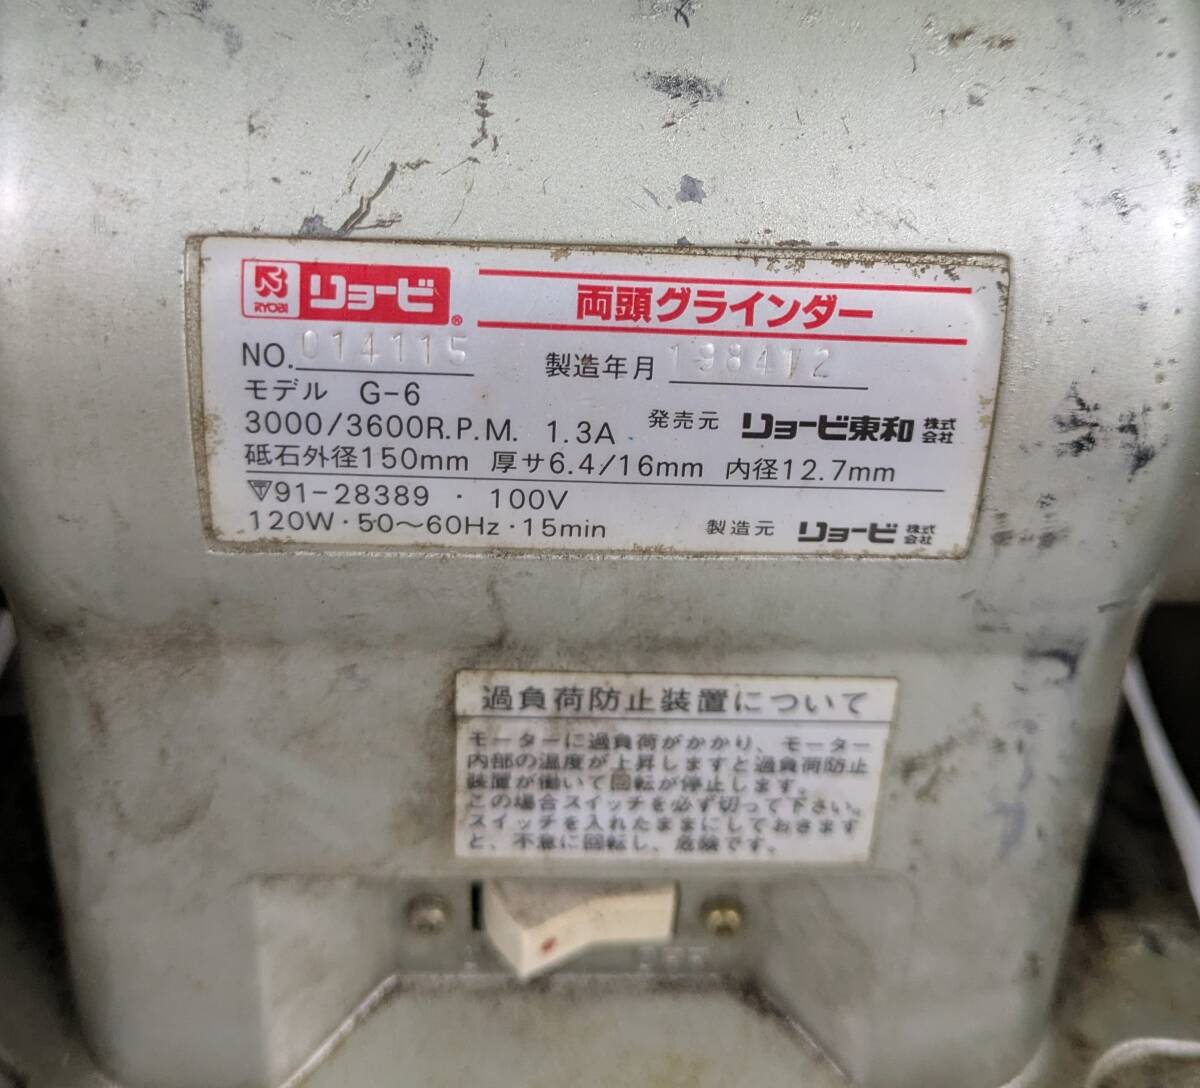 RYOBI リョービ®
両頭グラインダー
NO. 014115 製造年月 198412
モデル G-6
3000/3600R.P.M. 1.3A 発売元 リョービ東和株式会社
砥石外径150mm 厚サ6.4/16mm 内径12.7mm
91-28389 · 100V
120W·50～60Hz·15min 製造元 リョービ株式会社
過負荷防止装置について
モーターに過負荷がかかり、モーター
内部の温度が上昇しますと過負荷防止
装置が働いて回転が停止します。
この場合スイッチを必ず切って下さい。
スイッチを入れたままにしておきます
と、不意に回転し、危険です。